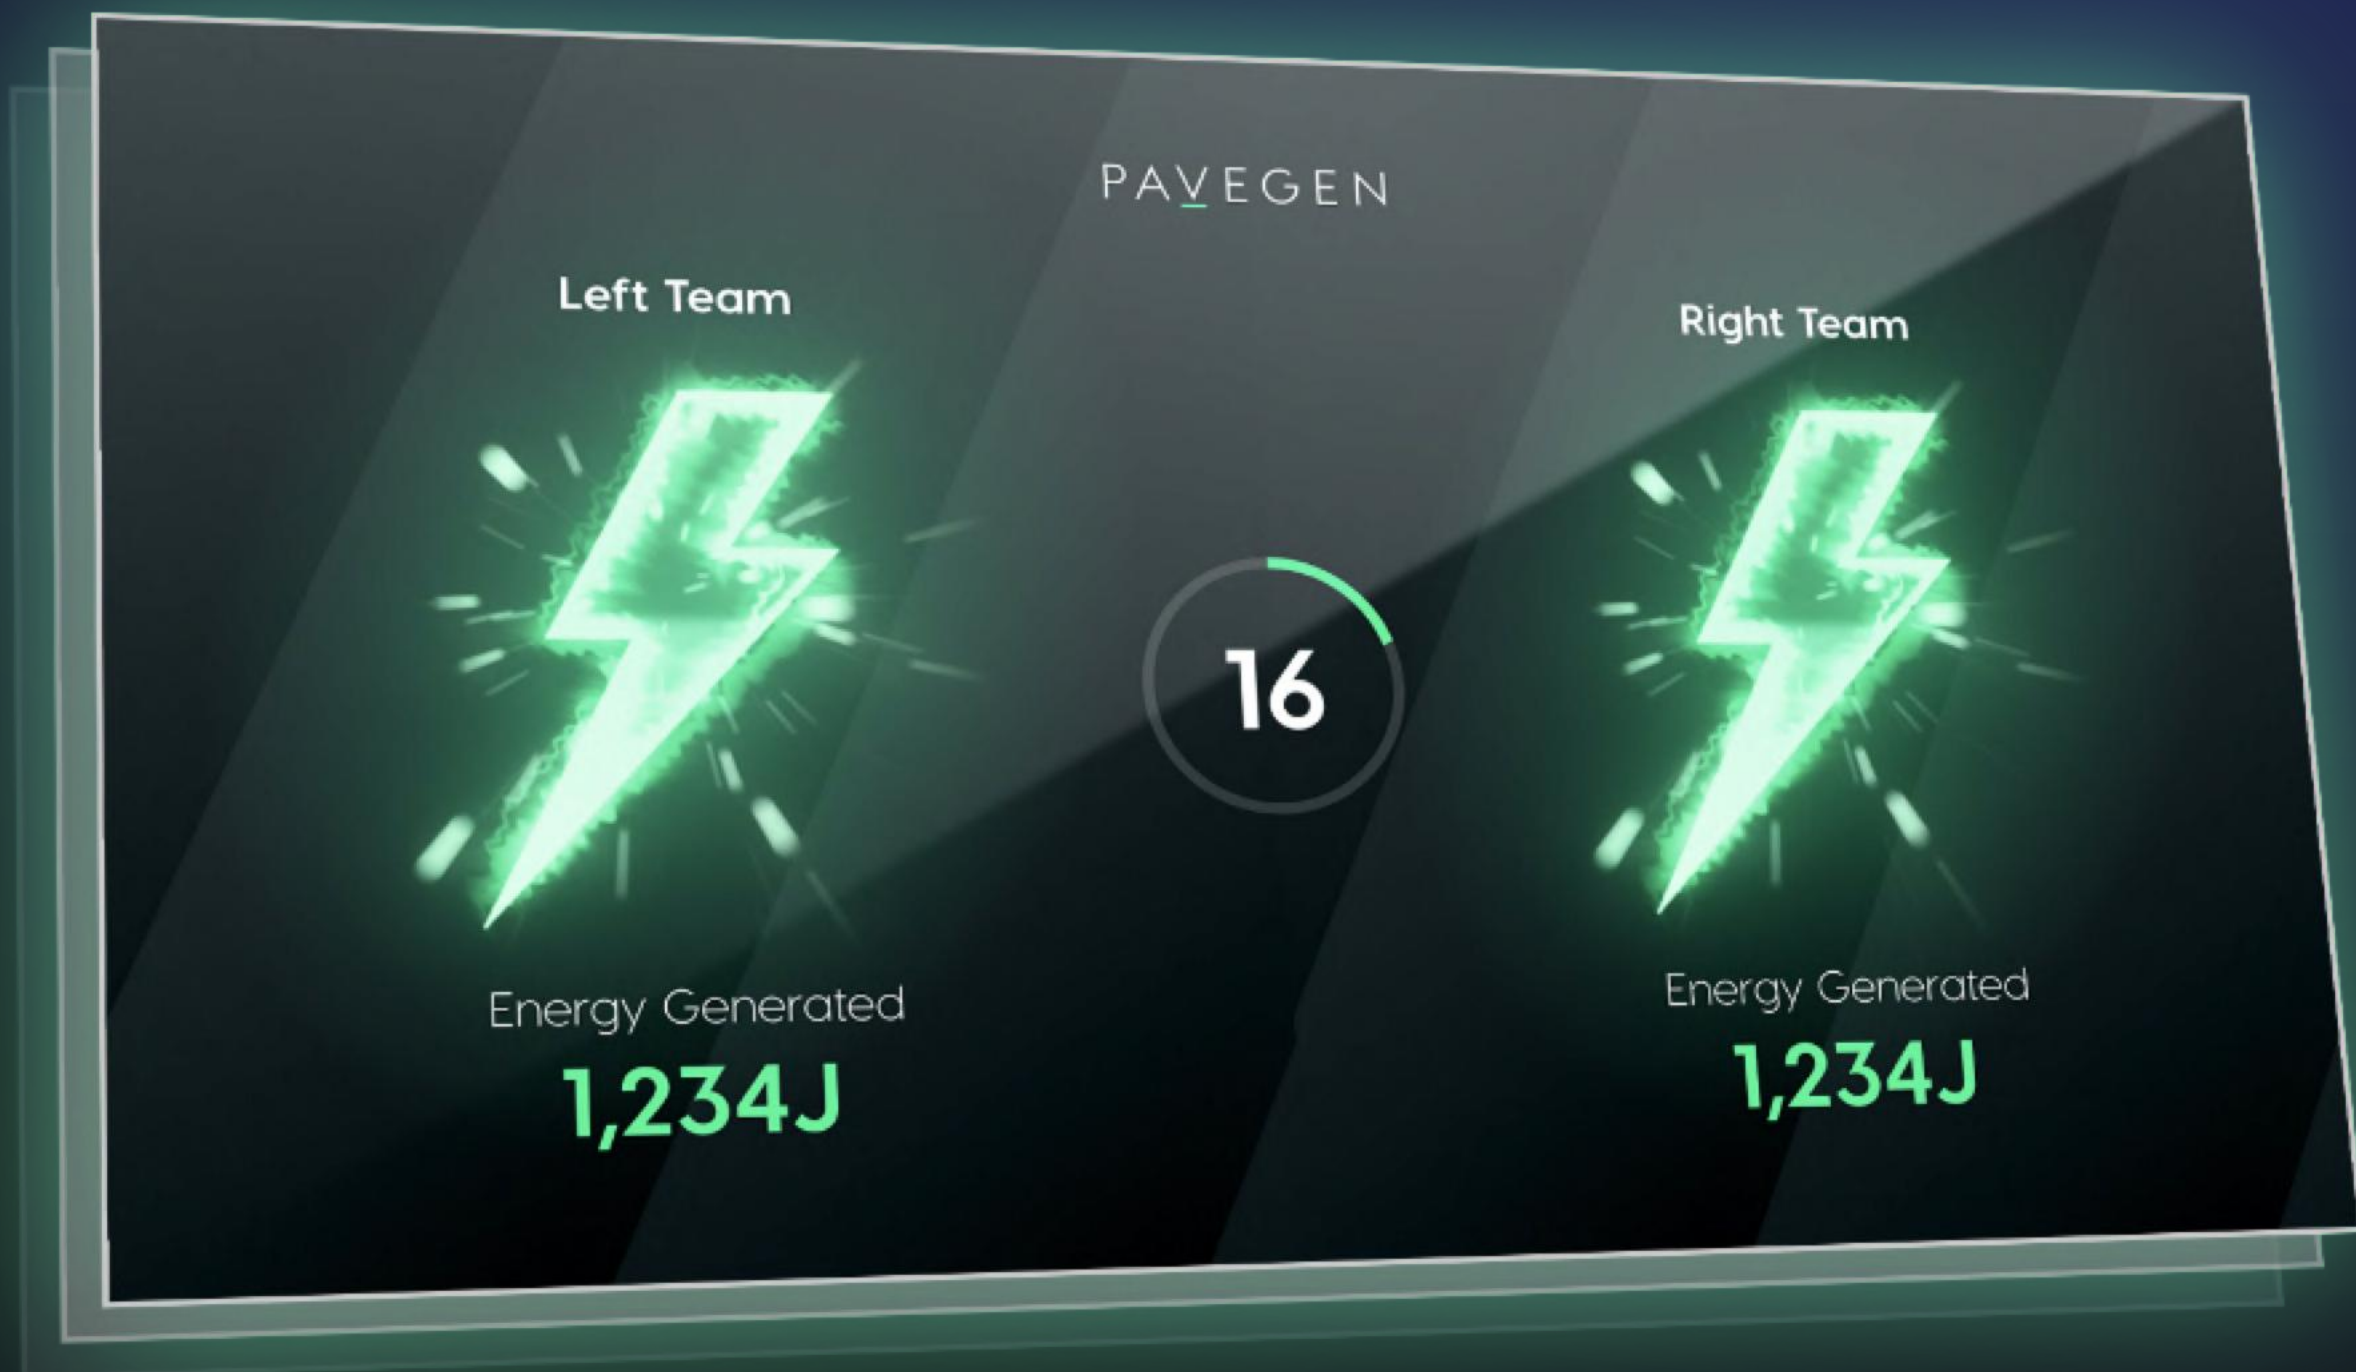 PAVEGEN
Left Team
Right Team
16
Energy Generated
1,234J
Energy Generated
1,234J